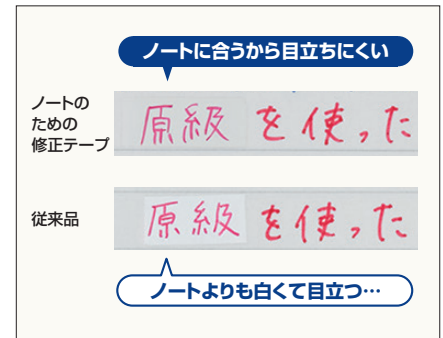 ノートに合うから目立ちにくい
ノートの
ための
修正テープ
原級を使った
従来品
原級を使った
ノートよりも白くて目立つ…